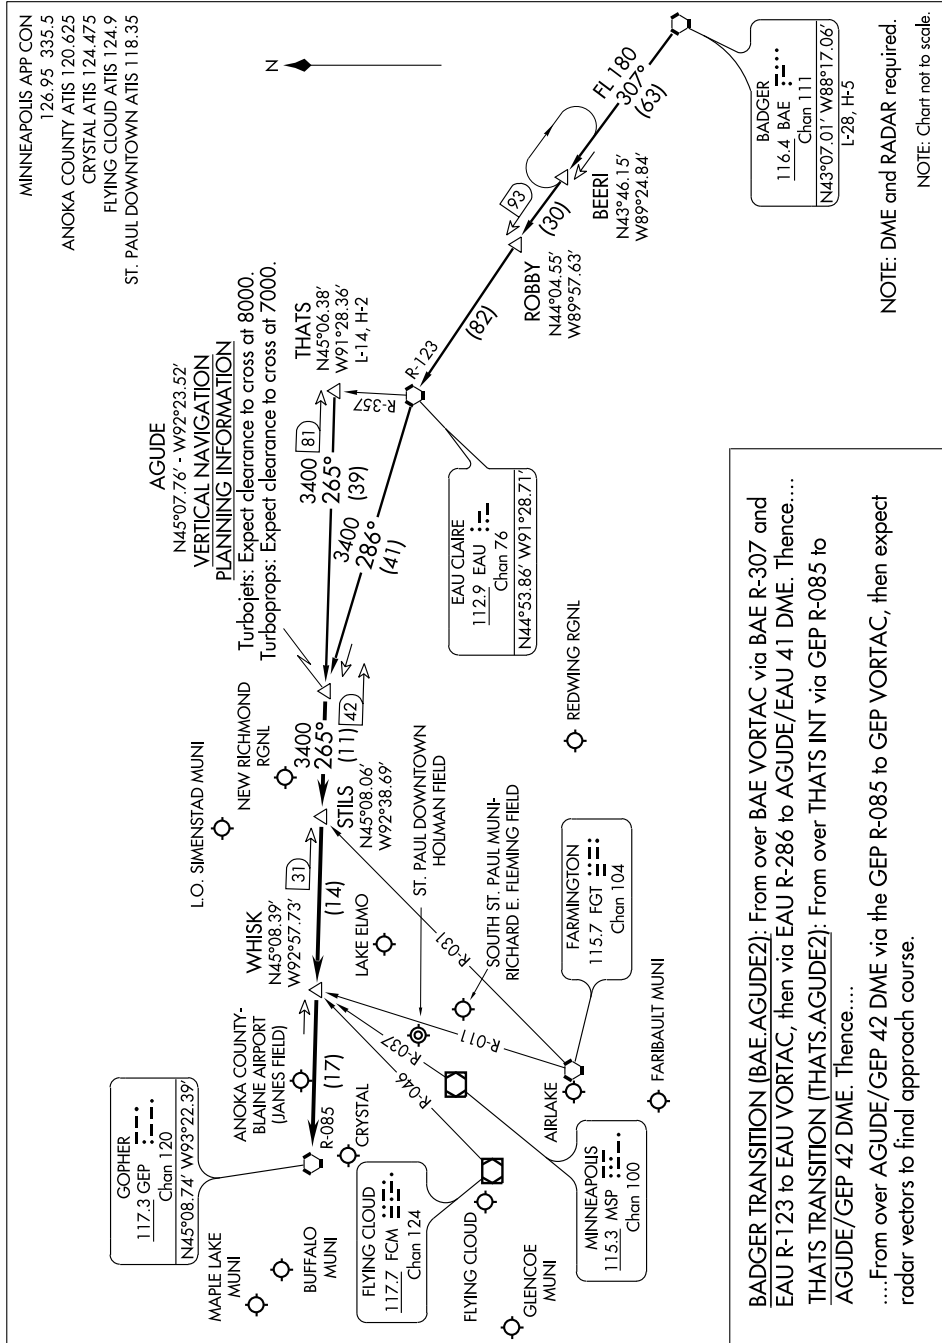 MINNEAPOLIS APP CON
126.95 335.5
ANOKA COUNTY ATIS 120.625
CRYSTAL ATIS 124.475
FLYING CLOUD ATIS 124.9
ST. PAUL DOWNTOWN ATIS 118.35
N
AGUDE
N45°07.76' - W92°23.52'
VERTICAL NAVIGATION
PLANNING INFORMATION
Turbojets: Expect clearance to cross at 8000.
Turboprops: Expect clearance to cross at 7000.
L.O. SIMENSTAD MUNI
NEW RICHMOND
RGNL
GOPHER
117.3 GEP
Chan 120
N45°08.74' W93°22.39'
MAPLE LAKE
MUNI
BUFFALO
MUNI
ANOKA COUNTY-
BLAINE AIRPORT
(JANES FIELD)
R-085
(17)
CRYSTAL
WHISK
N45°08.39'
W92°57.73'
31
(14)
LAKE ELMO
STILS
N45°08.06'
W92°38.69'
3400
265°
(11)
42
3400
265°
(39)
81
THATS
N45°06.38'
W91°28.36'
L-14, H-2
3400
286°
(41)
R-357
R-123
(82)
ROBBY
N44°04.55'
W89°57.63'
93
(30)
BEERI
N43°46.15'
W89°24.84'
FL 180
307°
(63)
BADGER
116.4 BAE
Chan 111
N43°07.01' W88°17.06'
L-28, H-5
EAU CLAIRE
112.9 EAU
Chan 76
N44°53.86' W91°28.71'
ST. PAUL DOWNTOWN
HOLMAN FIELD
SOUTH ST. PAUL MUNI-
RICHARD E. FLEMING FIELD
REDWING RGNL
R-046
R-037
R-011
R-031
FLYING CLOUD
117.7 FCM
Chan 124
FLYING CLOUD
GLENCOE
MUNI
MINNEAPOLIS
115.3 MSP
Chan 100
AIRLAKE
FARMINGTON
115.7 FGT
Chan 104
FARIBAULT MUNI
NOTE: DME and RADAR required.
NOTE: Chart not to scale.
BADGER TRANSITION (BAE.AGUDE2): From over BAE VORTAC via BAE R-307 and
EAU R-123 to EAU VORTAC, then via EAU R-286 to AGUDE/EAU 41 DME. Thence....
THATS TRANSITION (THATS.AGUDE2): From over THATS INT via GEP R-085 to
AGUDE/GEP 42 DME. Thence....
....From over AGUDE/GEP 42 DME via the GEP R-085 to GEP VORTAC, then expect
radar vectors to final approach course.